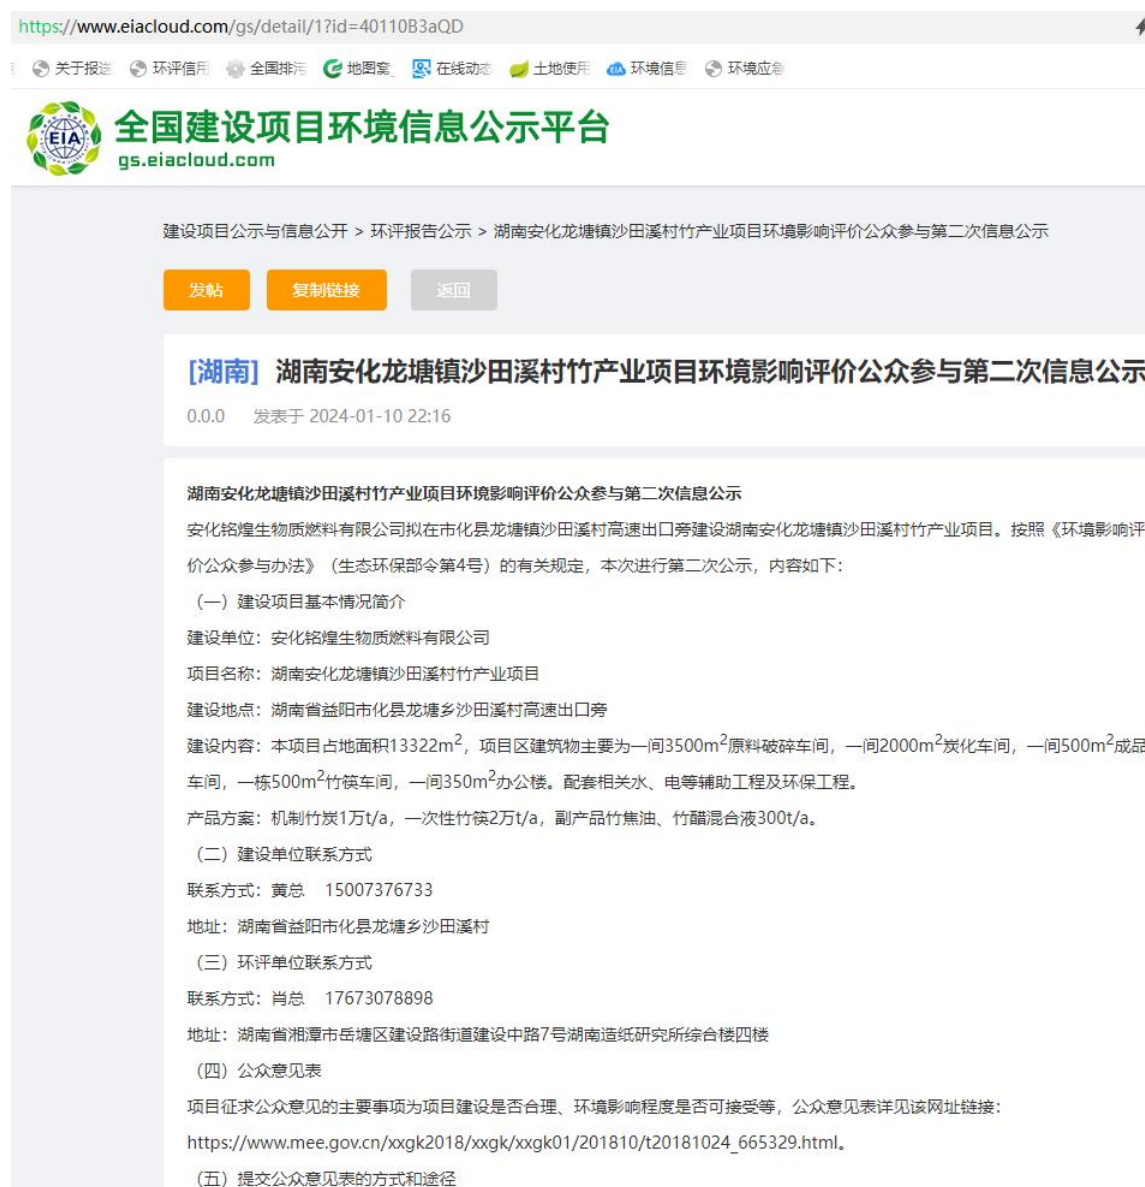 https://www.eiacloud.com/gs/detail/1?id=40110B3aQD
关于报送 环评信用 全国排污 地图窒_ 在线动态 土地使用 环境信息 环境应急
EIA 全国建设项目环境信息公示平台
gs.eiacloud.com
建设项目公示与信息公开 > 环评报告公示 > 湖南安化龙塘镇沙田溪村竹产业项目环境影响评价公众参与第二次信息公示
发帖 复制链接 返回
[湖南] 湖南安化龙塘镇沙田溪村竹产业项目环境影响评价公众参与第二次信息公示
0.0.0 发表于 2024-01-10 22:16
湖南安化龙塘镇沙田溪村竹产业项目环境影响评价公众参与第二次信息公示
安化铭煌生物质燃料有限公司拟在市化县龙塘镇沙田溪村高速出口旁建设湖南安化龙塘镇沙田溪村竹产业项目。按照《环境影响评
价公众参与办法》（生态环保部令第4号）的有关规定，本次进行第二次公示，内容如下：
（一）建设项目基本情况简介
建设单位：安化铭煌生物质燃料有限公司
项目名称：湖南安化龙塘镇沙田溪村竹产业项目
建设地点：湖南省益阳市化县龙塘乡沙田溪村高速出口旁
建设内容：本项目占地面积13322m²，项目区建筑物主要为一间3500m²原料破碎车间，一间2000m²炭化车间，一间500m²成品
车间，一栋500m²竹筷车间，一间350m²办公楼。配套相关水、电等辅助工程及环保工程。
产品方案：机制竹炭1万t/a，一次性竹筷2万t/a，副产品竹焦油、竹醋混合液300t/a。
（二）建设单位联系方式
联系方式：黄总 15007376733
地址：湖南省益阳市化县龙塘乡沙田溪村
（三）环评单位联系方式
联系方式：肖总 17673078898
地址：湖南省湘潭市岳塘区建设路街道建设中路7号湖南造纸研究所综合楼四楼
（四）公众意见表
项目征求公众意见的主要事项为项目建设是否合理、环境影响程度是否可接受等，公众意见表详见该网址链接：
https://www.mee.gov.cn/xxgk2018/xxgk/xxgk01/201810/t20181024_665329.html。
（五）提交公众意见表的方式和途径